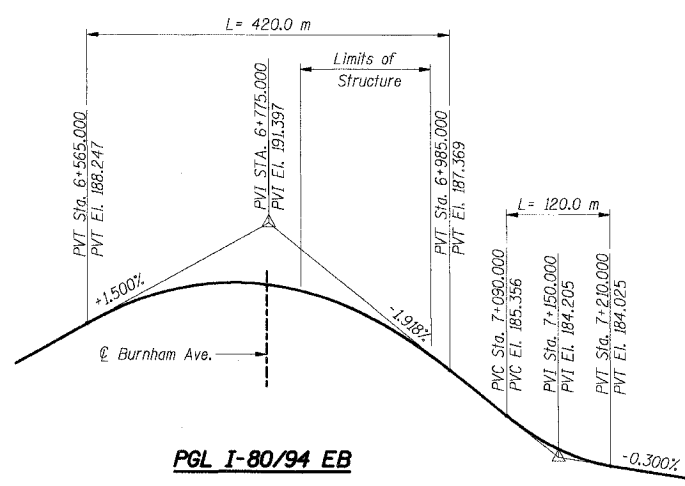 L= 420.0 m
Limits of
Structure
PVT Sta. 6+565.000
PVT El. 188.247
PVI STA. 6+775.000
PVI El. 191.397
PVT Sta. 6+985.000
PVT El. 187.369
L= 120.0 m
PVC Sta. 7+090.000
PVC El. 185.356
PVI Sta. 7+150.000
PVI El. 184.205
PVT Sta. 7+210.000
PVT El. 184.025
+1.500%
-1.918%
℄ Burnham Ave.
-0.300%
PGL I-80/94 EB